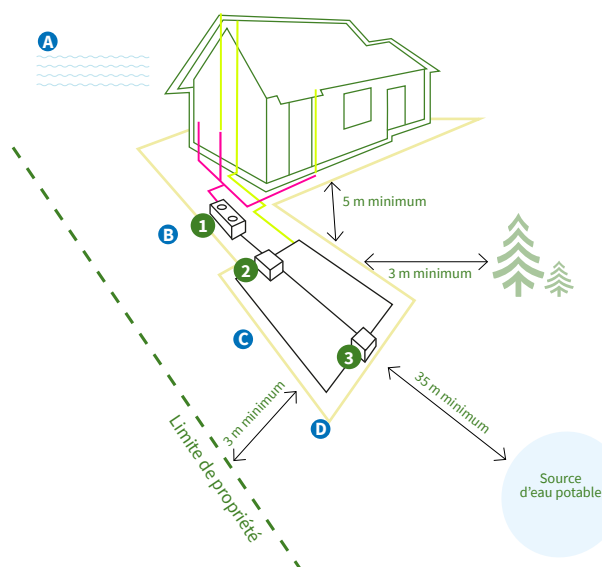 A
5 m minimum
1
B
2
3 m minimum
C
3
35 m minimum
3 m minimum
D
Limite de propriété
Source
d'eau potable